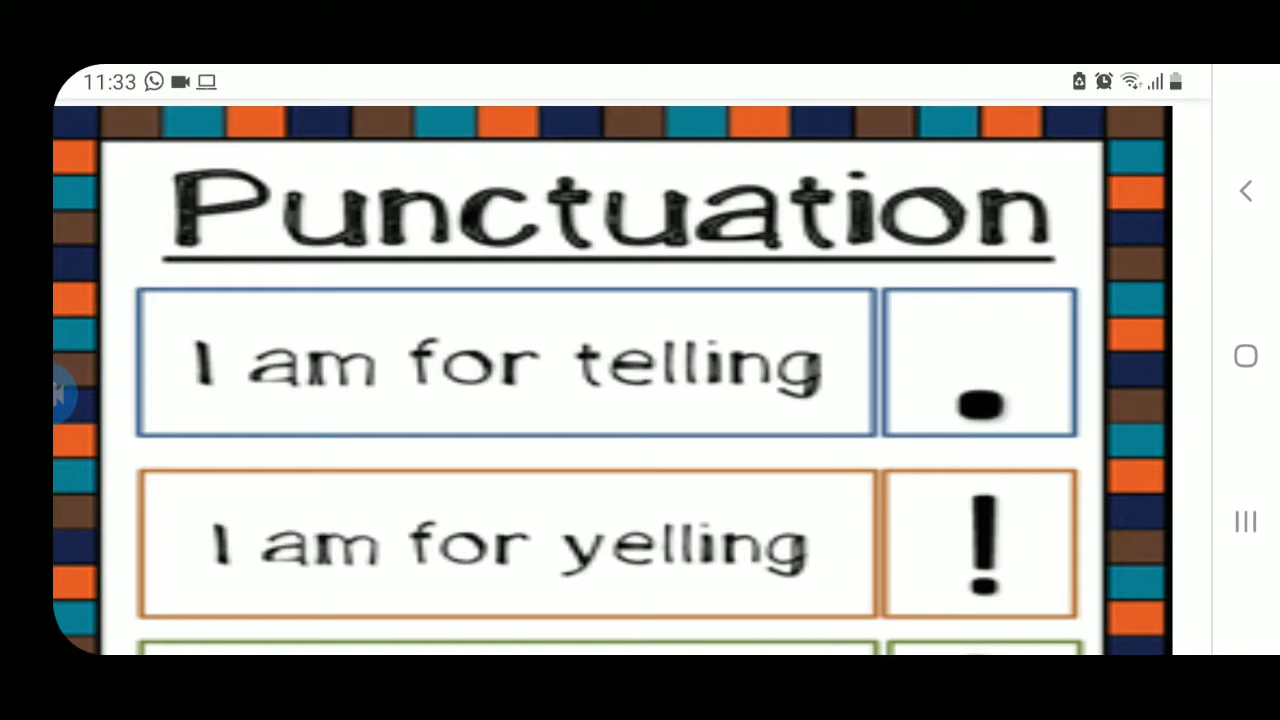 11:33
Punctuation
I am for telling .
I am for yelling !